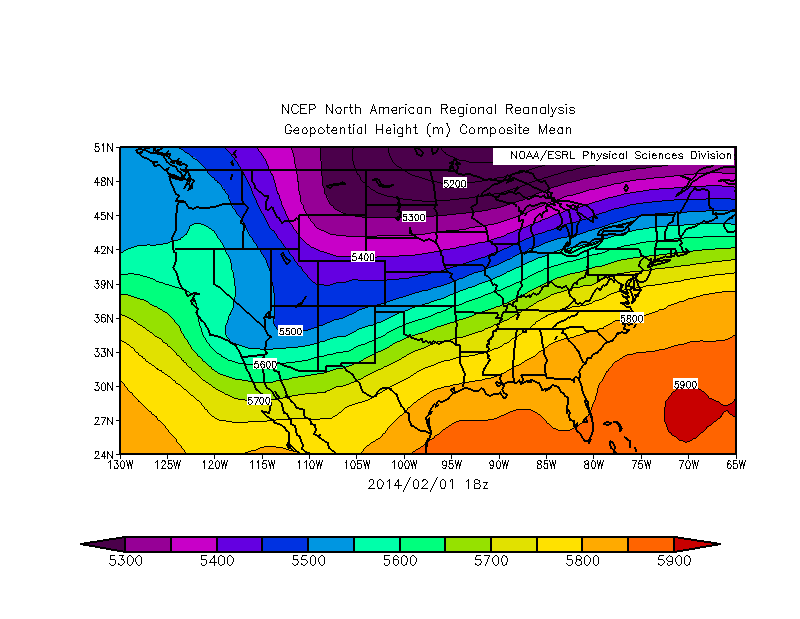 NCEP North American Regional Reanalysis
Geopotential Height (m) Composite Mean
NOAA/ESRL Physical Sciences Division
51N
48N
45N
42N
39N
36N
33N
30N
27N
24N
5200
5300
5400
5500
5600
5700
5800
5900
130W 125W 120W 115W 110W 105W 100W 95W 90W 85W 80W 75W 70W 65W
2014/02/01 18z
5300 5400 5500 5600 5700 5800 5900